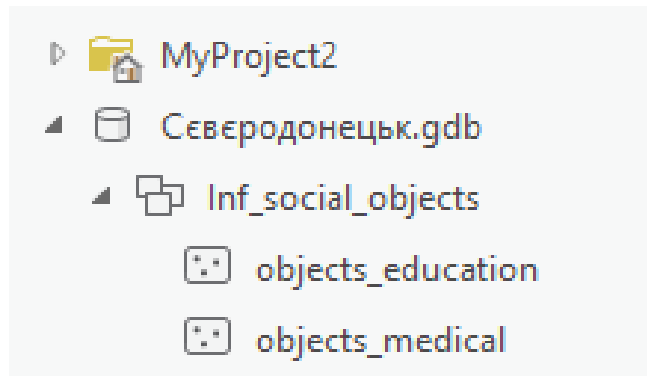 MyProject2
Сєвєродонецьк.gdb
Inf_social_objects
objects_education
objects_medical